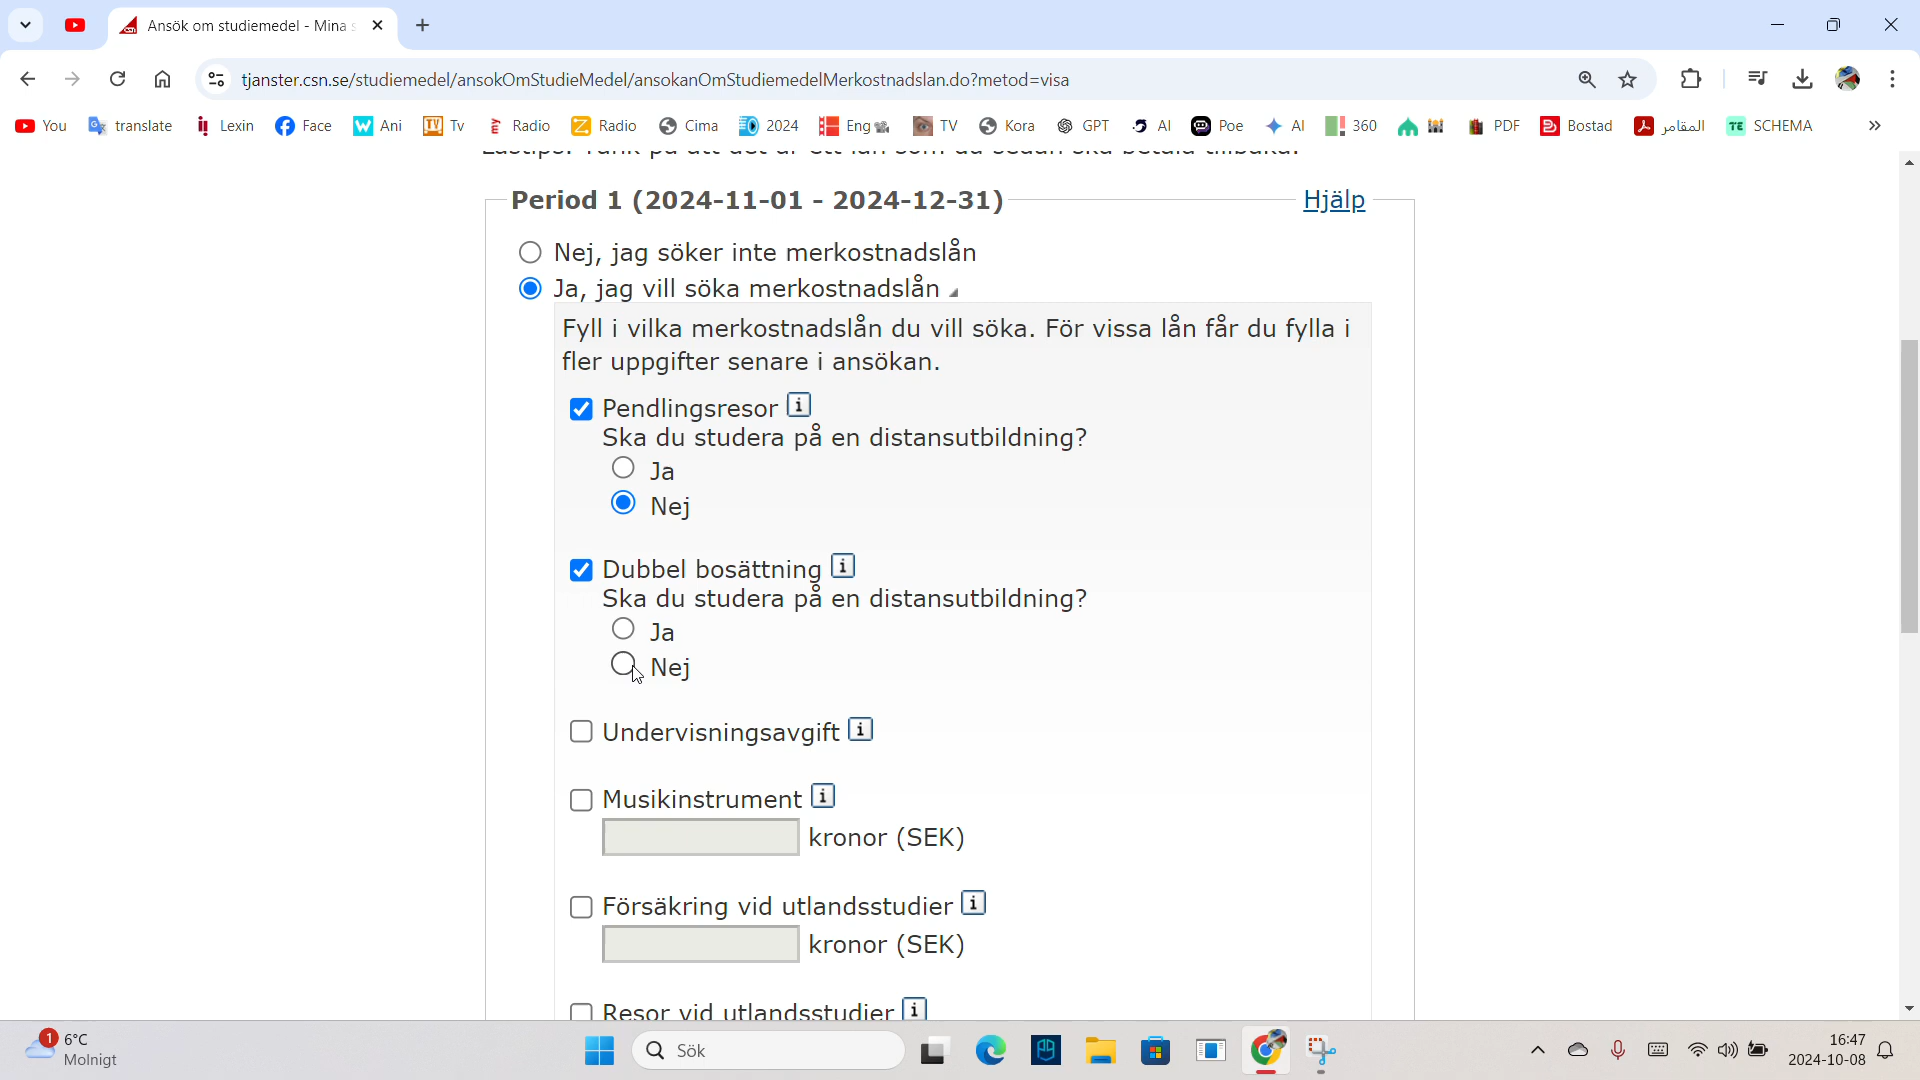 Ansök om studiemedel - Mina s
tjanster.csn.se/studiemedel/ansokOmStudieMedel/ansokanOmStudiemedelMerkostnadslan.do?metod=visa
You translate Lexin Face Ani Tv Radio Radio Cima 2024 Eng TV Kora GPT AI Poe AI 360 PDF Bostad المقامر SCHEMA »
Period 1 (2024-11-01 - 2024-12-31) Hjälp
Nej, jag söker inte merkostnadslån
Ja, jag vill söka merkostnadslån
Fyll i vilka merkostnadslån du vill söka. För vissa lån får du fylla i
fler uppgifter senare i ansökan.
Pendlingsresor i
Ska du studera på en distansutbildning?
Ja
Nej
Dubbel bosättning i
Ska du studera på en distansutbildning?
Ja
Nej
Undervisningsavgift i
Musikinstrument i
kronor (SEK)
Försäkring vid utlandsstudier i
kronor (SEK)
Resor vid utlandsstudier i
1
6°C
Molnigt
Sök
16:47
2024-10-08